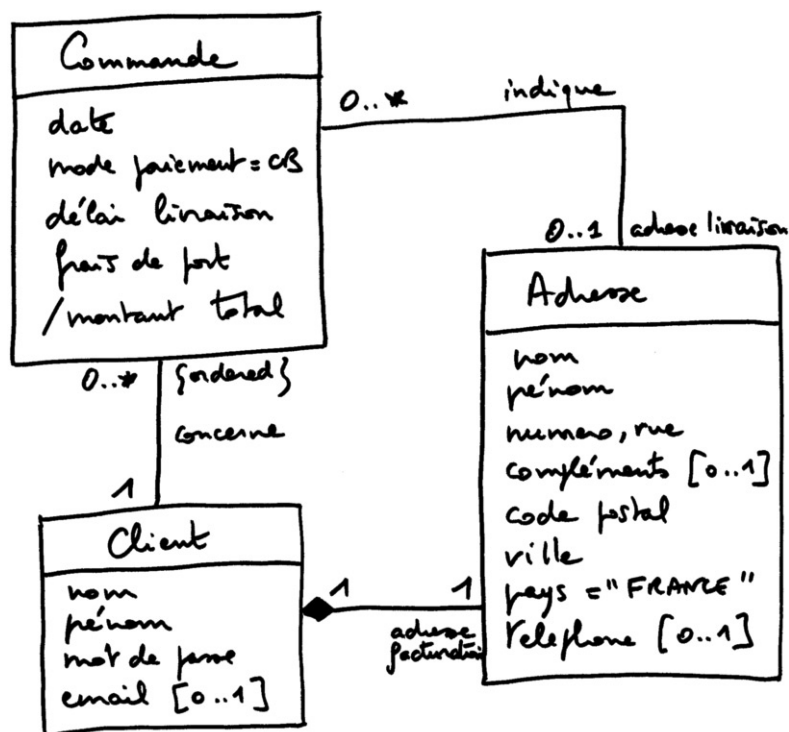 Commande
date
mode paiement = CB
délai livraison
frais de port
/montant total
0..*
indique
0..1
adresse livraison
Adresse
nom
prénom
numero, rue
compléments [0..1]
code postal
ville
pays = "FRANCE"
telephone [0..1]
0..*
{ordered}
concerne
1
Client
nom
prénom
mot de passe
email [0..1]
1
1
adresse
facturation